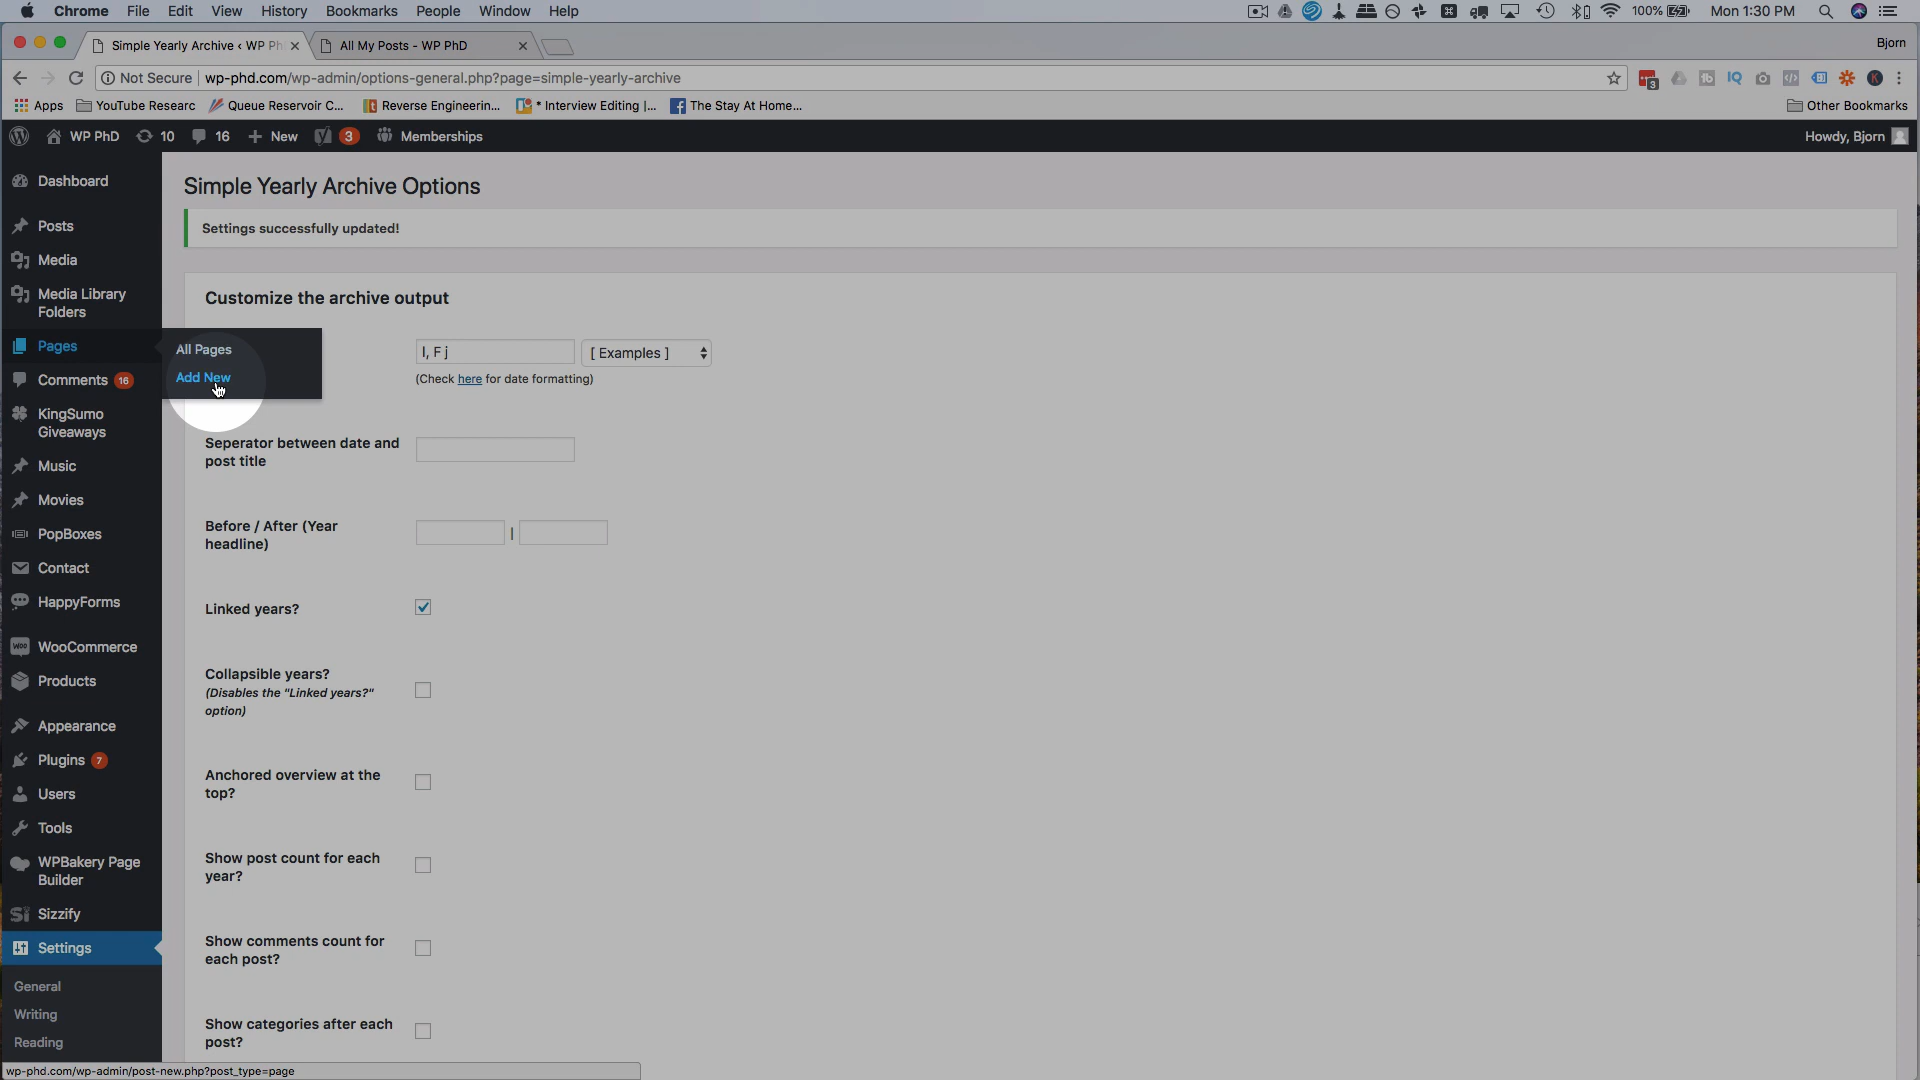 Chrome File Edit View History Bookmarks People Window Help 100% Mon 1:30 PM
Simple Yearly Archive ‹ WP Ph All My Posts - WP PhD Bjorn
Not Secure wp-phd.com/wp-admin/options-general.php?page=simple-yearly-archive
Apps YouTube Researc Queue Reservoir C... Reverse Engineerin... * Interview Editing |... The Stay At Home... Other Bookmarks
WP PhD 10 16 New 3 Memberships Howdy, Bjorn
Dashboard
Posts
Media
Media Library
Folders
Pages
Comments 16
KingSumo
Giveaways
Music
Movies
PopBoxes
Contact
HappyForms
WooCommerce
Products
Appearance
Plugins 7
Users
Tools
WPBakery Page
Builder
Sizzify
Settings
General
Writing
Reading
All Pages
Add New
Simple Yearly Archive Options
Settings successfully updated!
Customize the archive output
l, F j [ Examples ]
(Check here for date formatting)
Seperator between date and
post title
Before / After (Year
headline)
|
Linked years?
Collapsible years?
(Disables the "Linked years?"
option)
Anchored overview at the
top?
Show post count for each
year?
Show comments count for
each post?
Show categories after each
post?
wp-phd.com/wp-admin/post-new.php?post_type=page